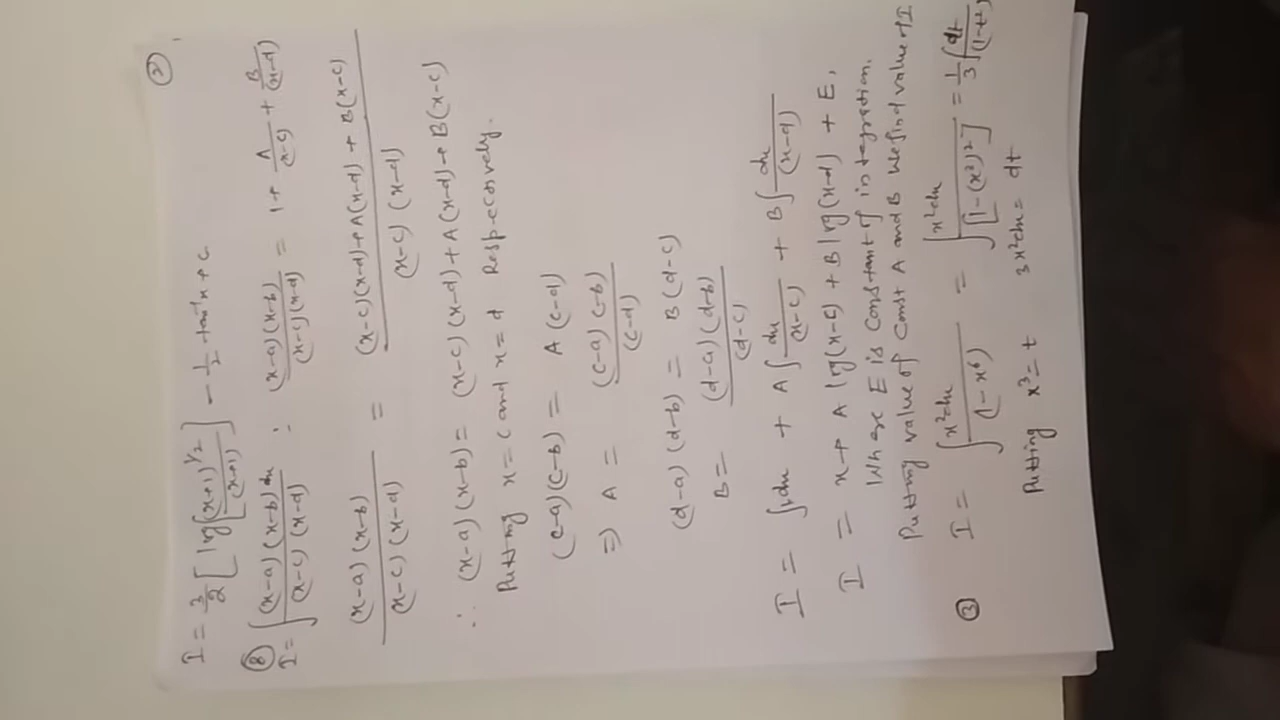 ②
I = 3/2 [ log (x+1)^1/2 / (x+1) ] - 1/2 tan⁻¹x + c
⑧ I = ∫ (x-a)(x-b) dx / (x-c)(x-d) : (x-a)(x-b) / (x-c)(x-d) = 1 + A/(x-c) + B/(x-d)
(x-a)(x-b) / (x-c)(x-d) = (x-c)(x-d) + A(x-d) + B(x-c) / (x-c)(x-d)
∴ (x-a)(x-b) = (x-c)(x-d) + A(x-d) + B(x-c)
Putting x = c and x = d Respectively.
(c-a)(c-b) = A (c-d)
⇒ A = (c-a)(c-b) / (c-d)
(d-a)(d-b) = B(d-c)
B = (d-a)(d-b) / (d-c)
I = ∫1dx + A∫ dx/(x-c) + B∫ dx/(x-d)
I = x + A log(x-c) + B log(x-d) + E,
Where E is constant of integration.
Putting value of const A and B we find value of I
③ I = ∫ x²dx / (1-x⁶) = ∫ x²dx / [1-(x³)²] = 1/3 ∫ dt / (1-t²)
Putting x³ = t 3x²dx = dt